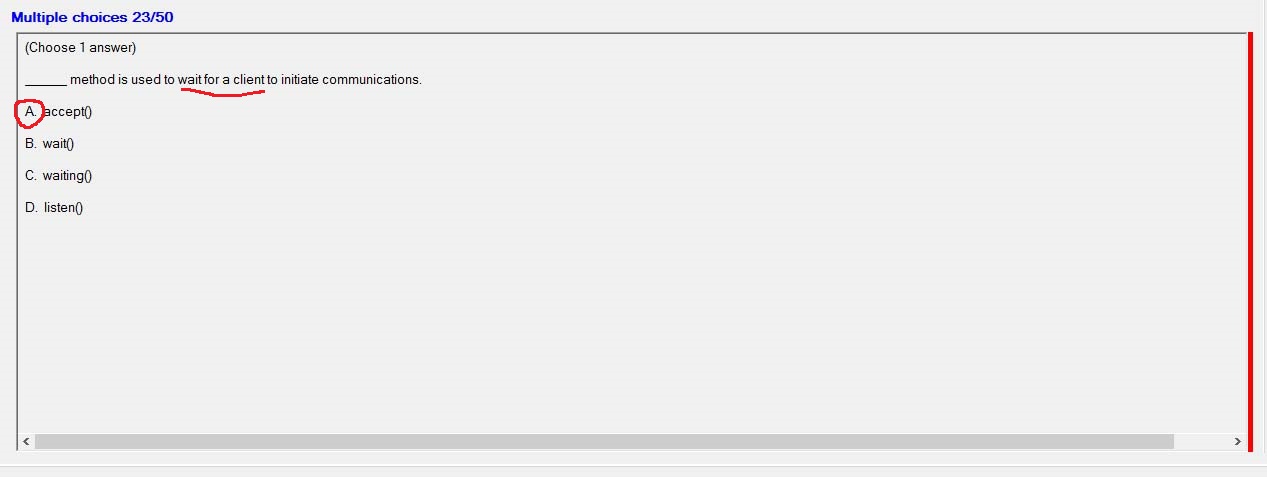 Multiple choices 23/50
(Choose 1 answer)
______ method is used to wait for a client to initiate communications.
A. accept()
B. wait()
C. waiting()
D. listen()